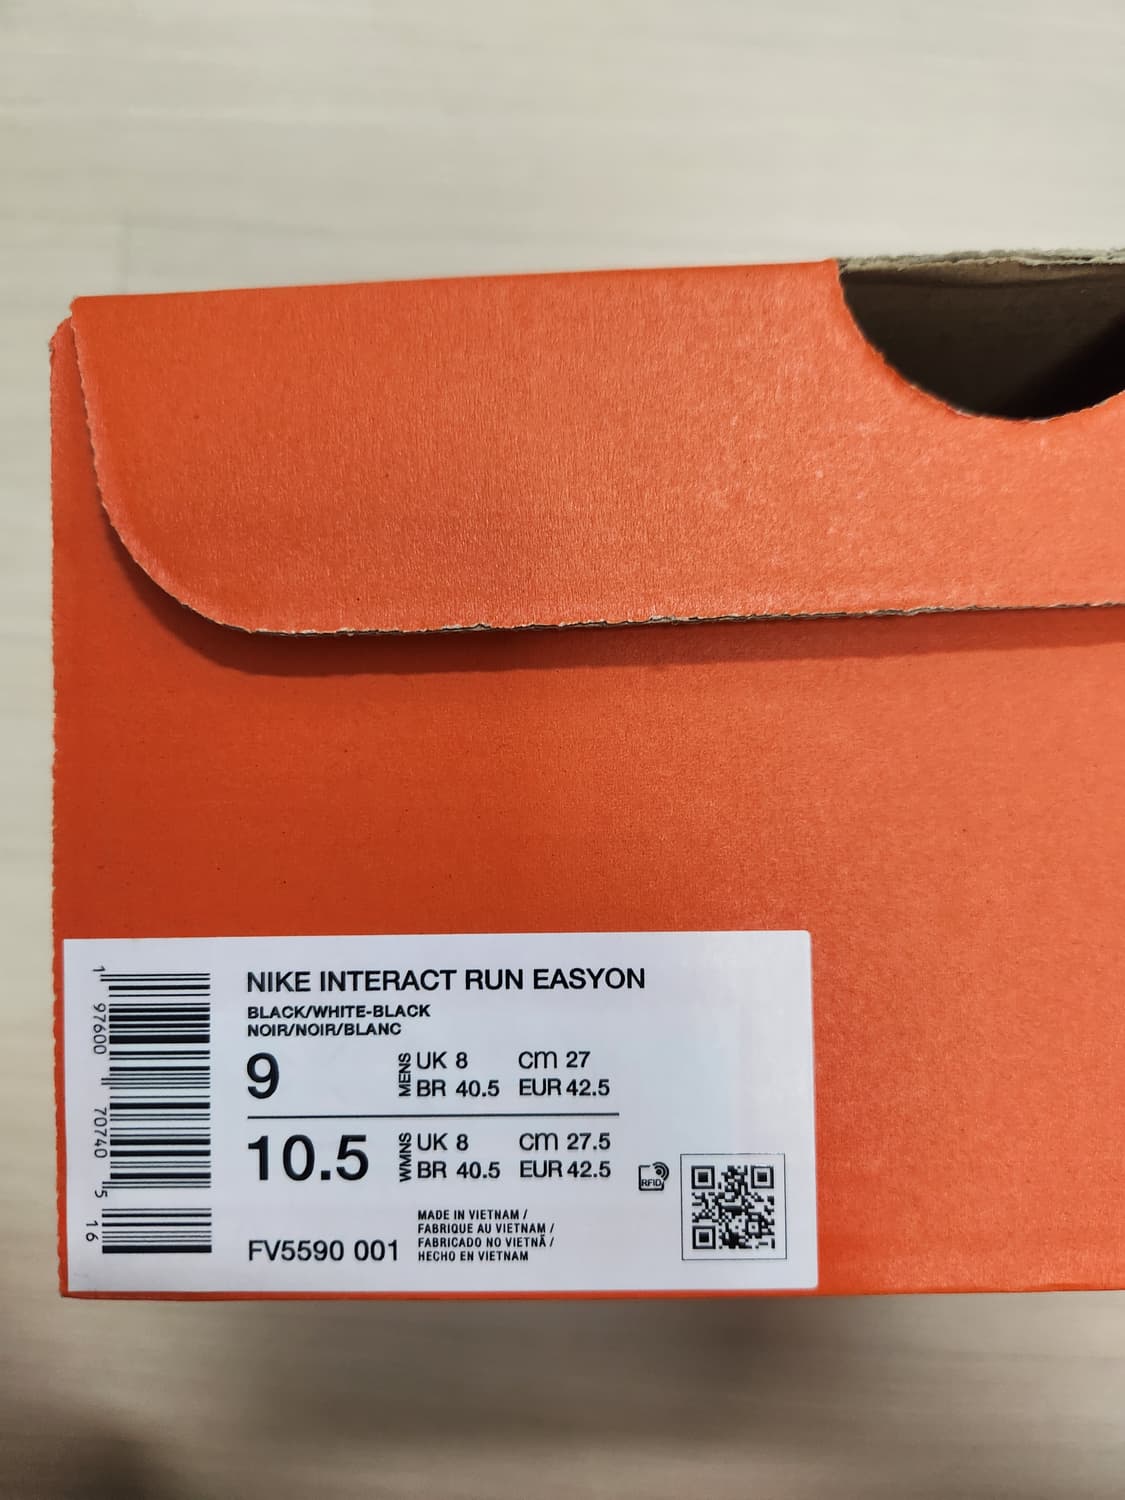 NIKE INTERACT RUN EASYON
BLACK/WHITE-BLACK
NOIR/NOIR/BLANC
9 MENS UK 8 cm 27
BR 40.5 EUR 42.5
10.5 WMNS UK 8 cm 27.5
BR 40.5 EUR 42.5
RFID
MADE IN VIETNAM /
FABRIQUE AU VIETNAM /
FABRICADO NO VIETNÃ /
HECHO EN VIETNAM
FV5590 001
1 97600 70740 5 16